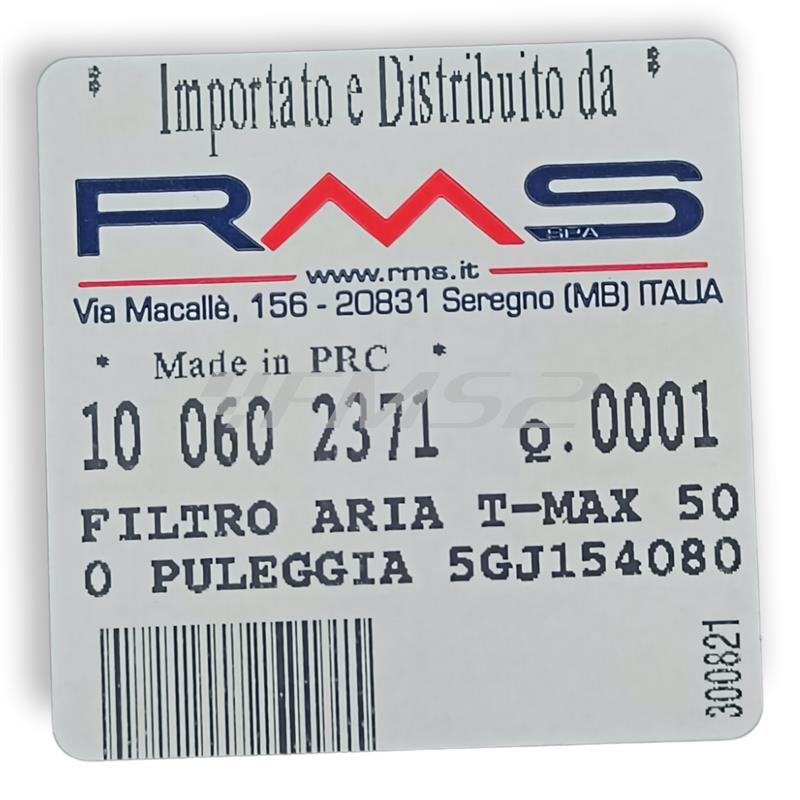 * Importato e Distribuito da *
RMS
SPA
www.rms.it
Via Macallè, 156 - 20831 Seregno (MB) ITALIA
* Made in PRC *
10 060 2371 Q.0001
FILTRO ARIA T-MAX 50
0 PULEGGIA 5GJ154080
300821